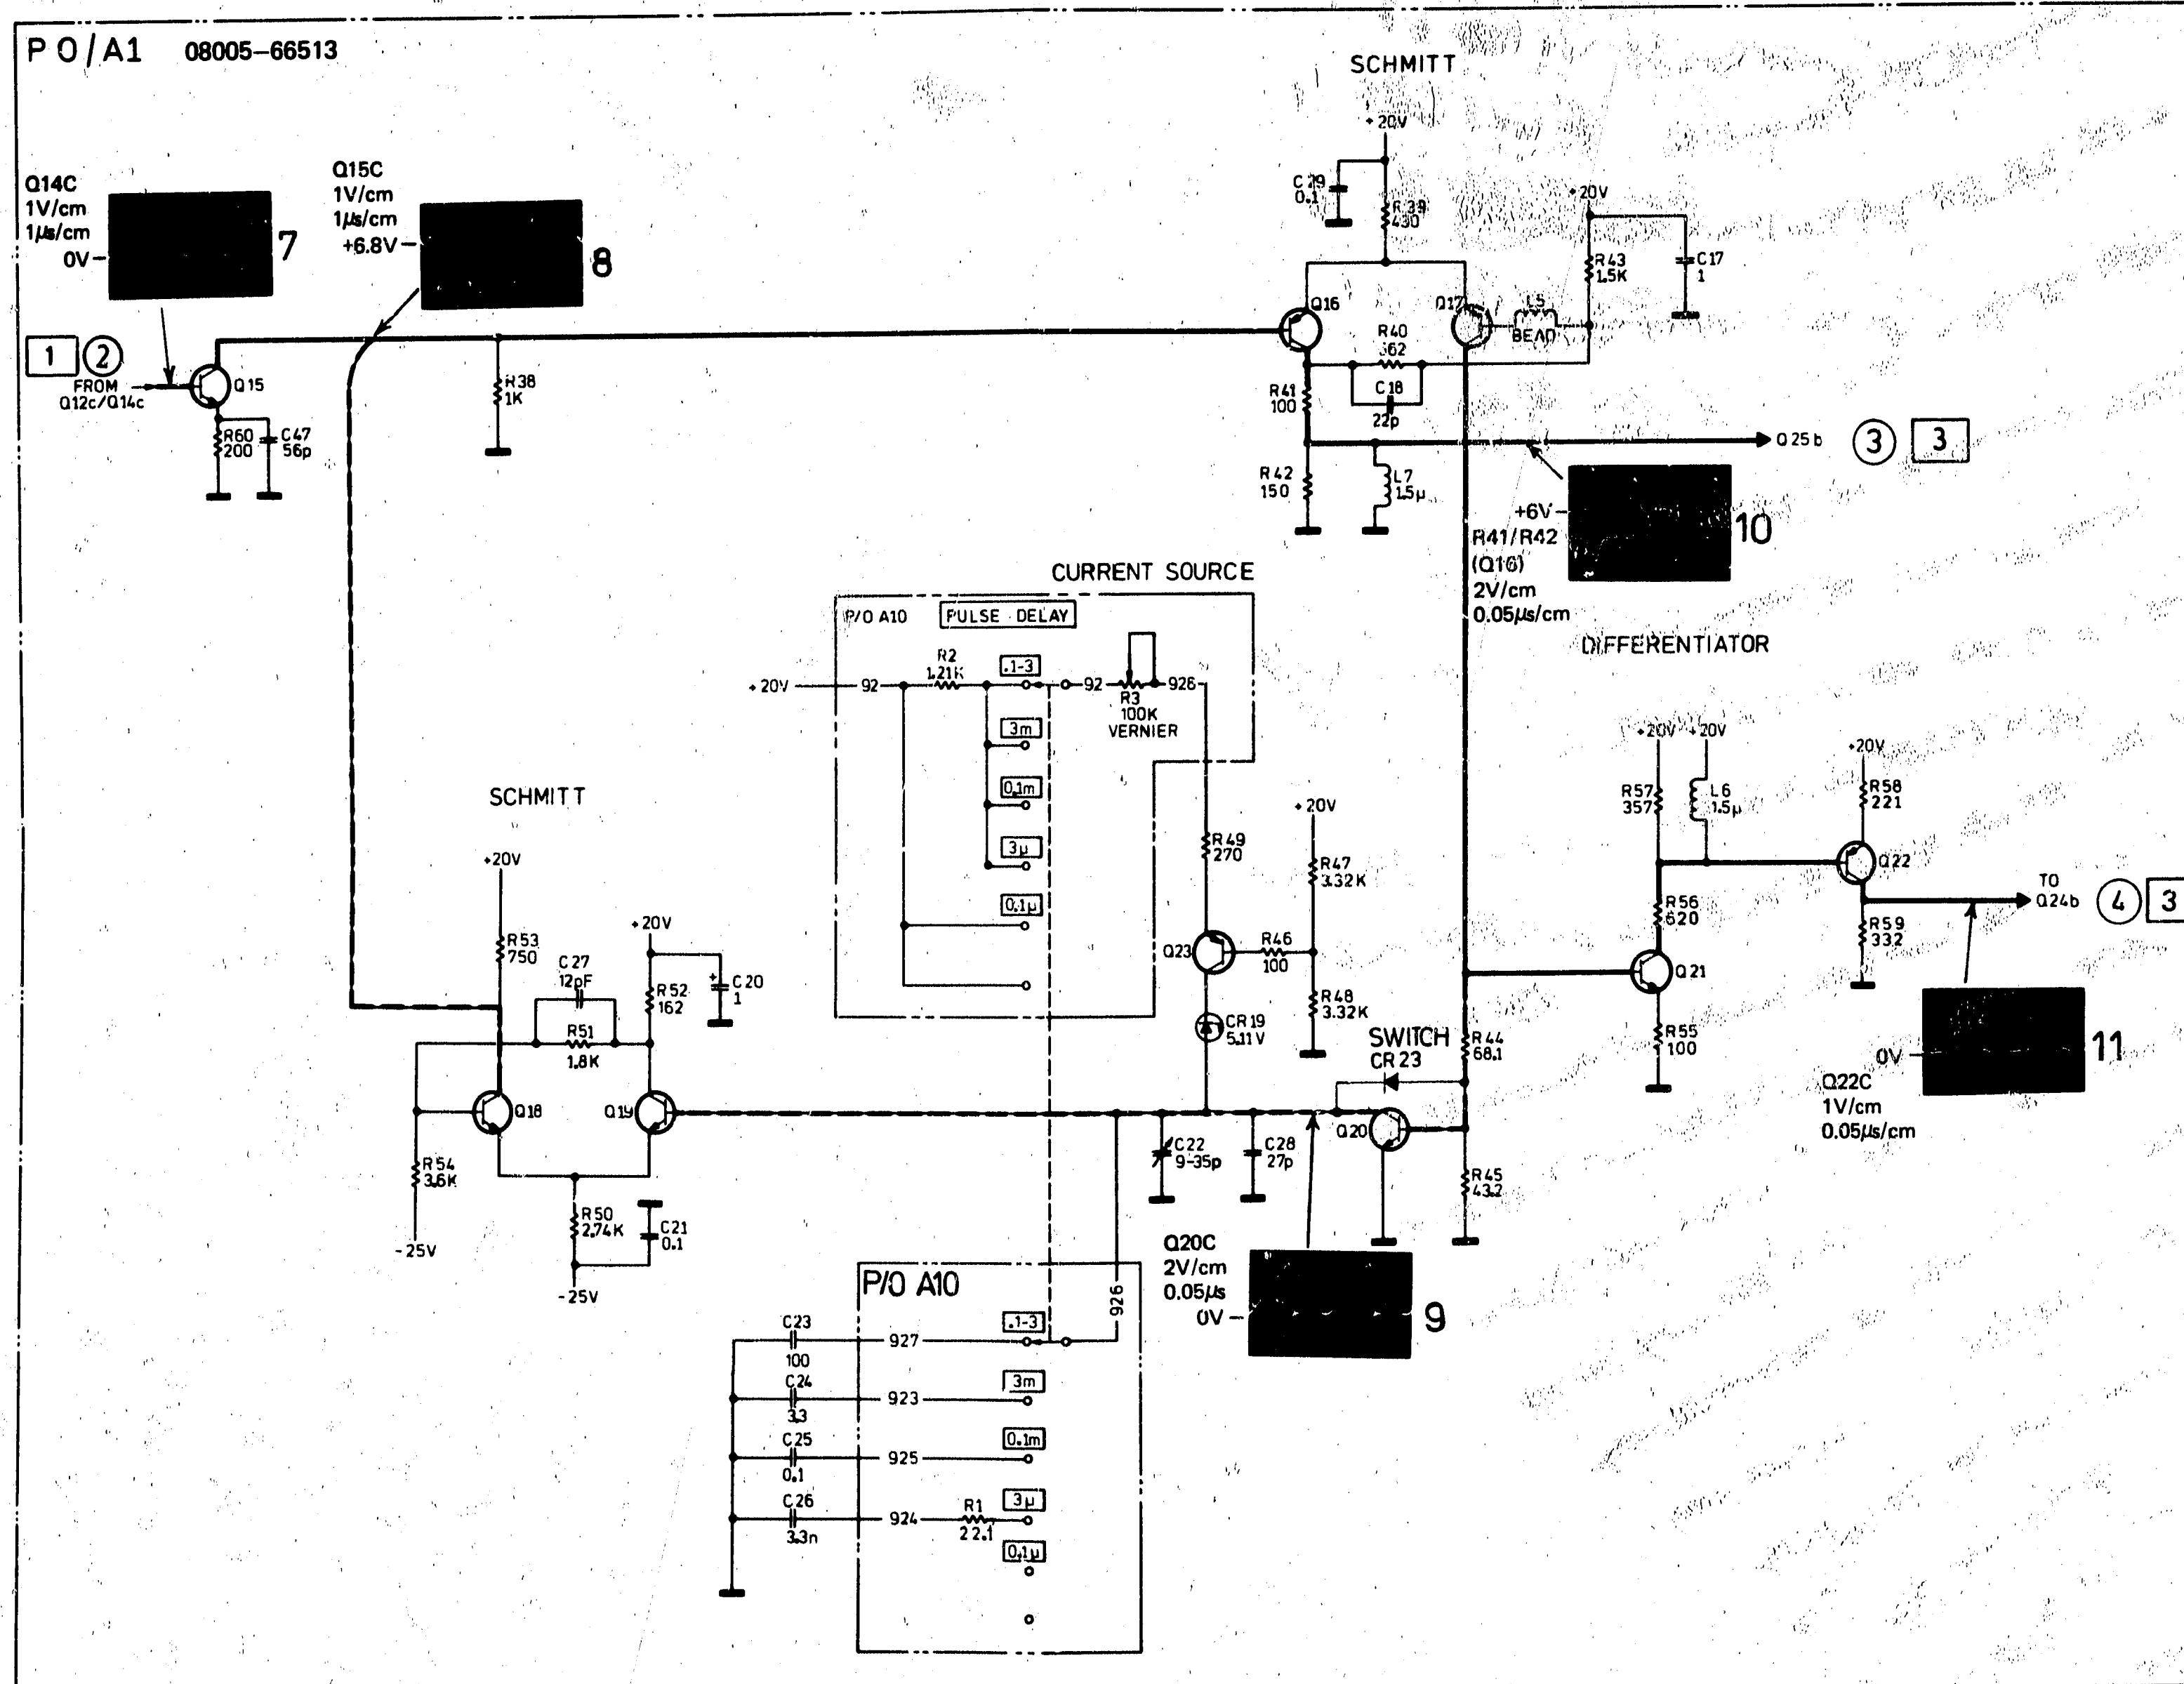 P O/A1 08005-66513
SCHMITT
+20V
C19
0.1
R39
430
+20V
R43
1.5K
C17
1
Q14C
1V/cm
1µs/cm
0V
7
Q15C
1V/cm
1µs/cm
+6.8V
8
Q16
Q17
L5
BEAD
R40
C18
22p
1
2
FROM
Q12c/Q14c
Q15
R38
1K
R41
100
R60
200
C47
56p
Q25b
3
3
R42
150
L7
1.5µ
+6V
R41/R42
(Q16)
2V/cm
0.05µs/cm
10
CURRENT SOURCE
P/O A10
PULSE DELAY
+20V
92
R2
1.21K
.1-3
92
926
R3
100K
VERNIER
3m
0.1m
3µ
0.1µ
DIFFERENTIATOR
+20V
+20V
R57
357
L6
1.5µ
+20V
R58
221
Q22
TO
Q24b
4
3
R56
620
R59
332
Q21
R55
100
0V
11
Q22C
1V/cm
0.05µs/cm
SCHMITT
+20V
R53
750
C27
12pF
+20V
R52
162
C20
1
R51
1.8K
Q18
Q19
R54
3.6K
-25V
R50
2.74K
C21
0.1
-25V
R49
270
+20V
R47
3.32K
Q23
R46
100
R48
3.32K
CR19
5.11V
SWITCH
CR23
R44
68.1
Q20
C22
9-35p
C28
27p
R45
43.2
Q20C
2V/cm
0.05µs
0V
9
P/O A10
926
C23
100
927
.1-3
C24
3.3
923
3m
C25
0.1
925
0.1m
C26
3.3n
924
R1
22.1
3µ
0.1µ